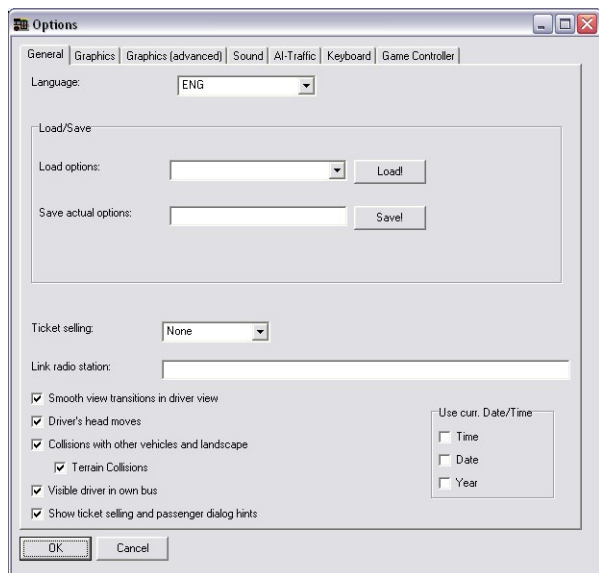 Options
General Graphics Graphics (advanced) Sound AI-Traffic Keyboard Game Controller
Language: ENG
Load/Save
Load options: Load!
Save actual options: Save!
Ticket selling: None
Link radio station:
Smooth view transitions in driver view
Driver's head moves
Collisions with other vehicles and landscape
Terrain Collisions
Visible driver in own bus
Show ticket selling and passenger dialog hints
Use curr. Date/Time
Time
Date
Year
OK Cancel